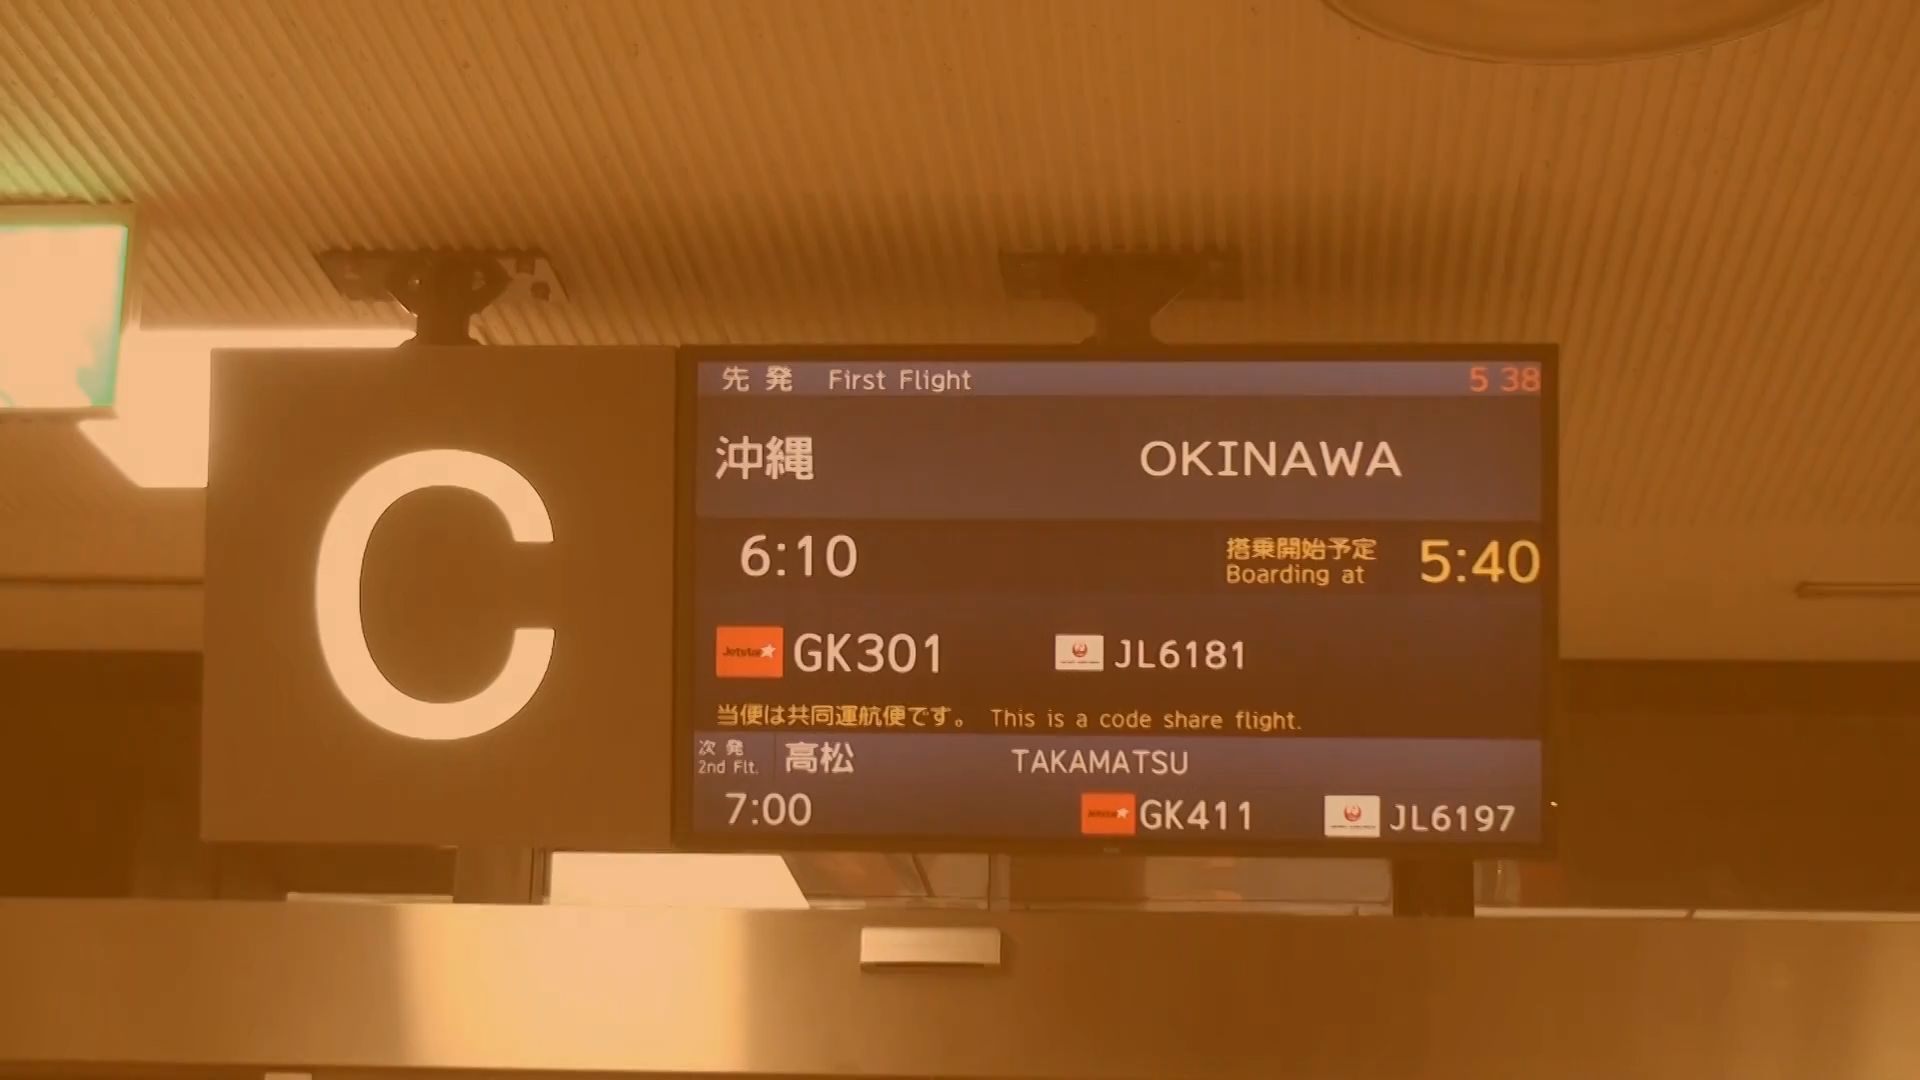 C
先発 First Flight 5 38
沖縄 OKINAWA
6:10 搭乗開始予定 Boarding at 5:40
Jetstar GK301 JL6181
当便は共同運航便です。 This is a code share flight.
次発 2nd Flt. 高松 TAKAMATSU
7:00 Jetstar GK411 JL6197